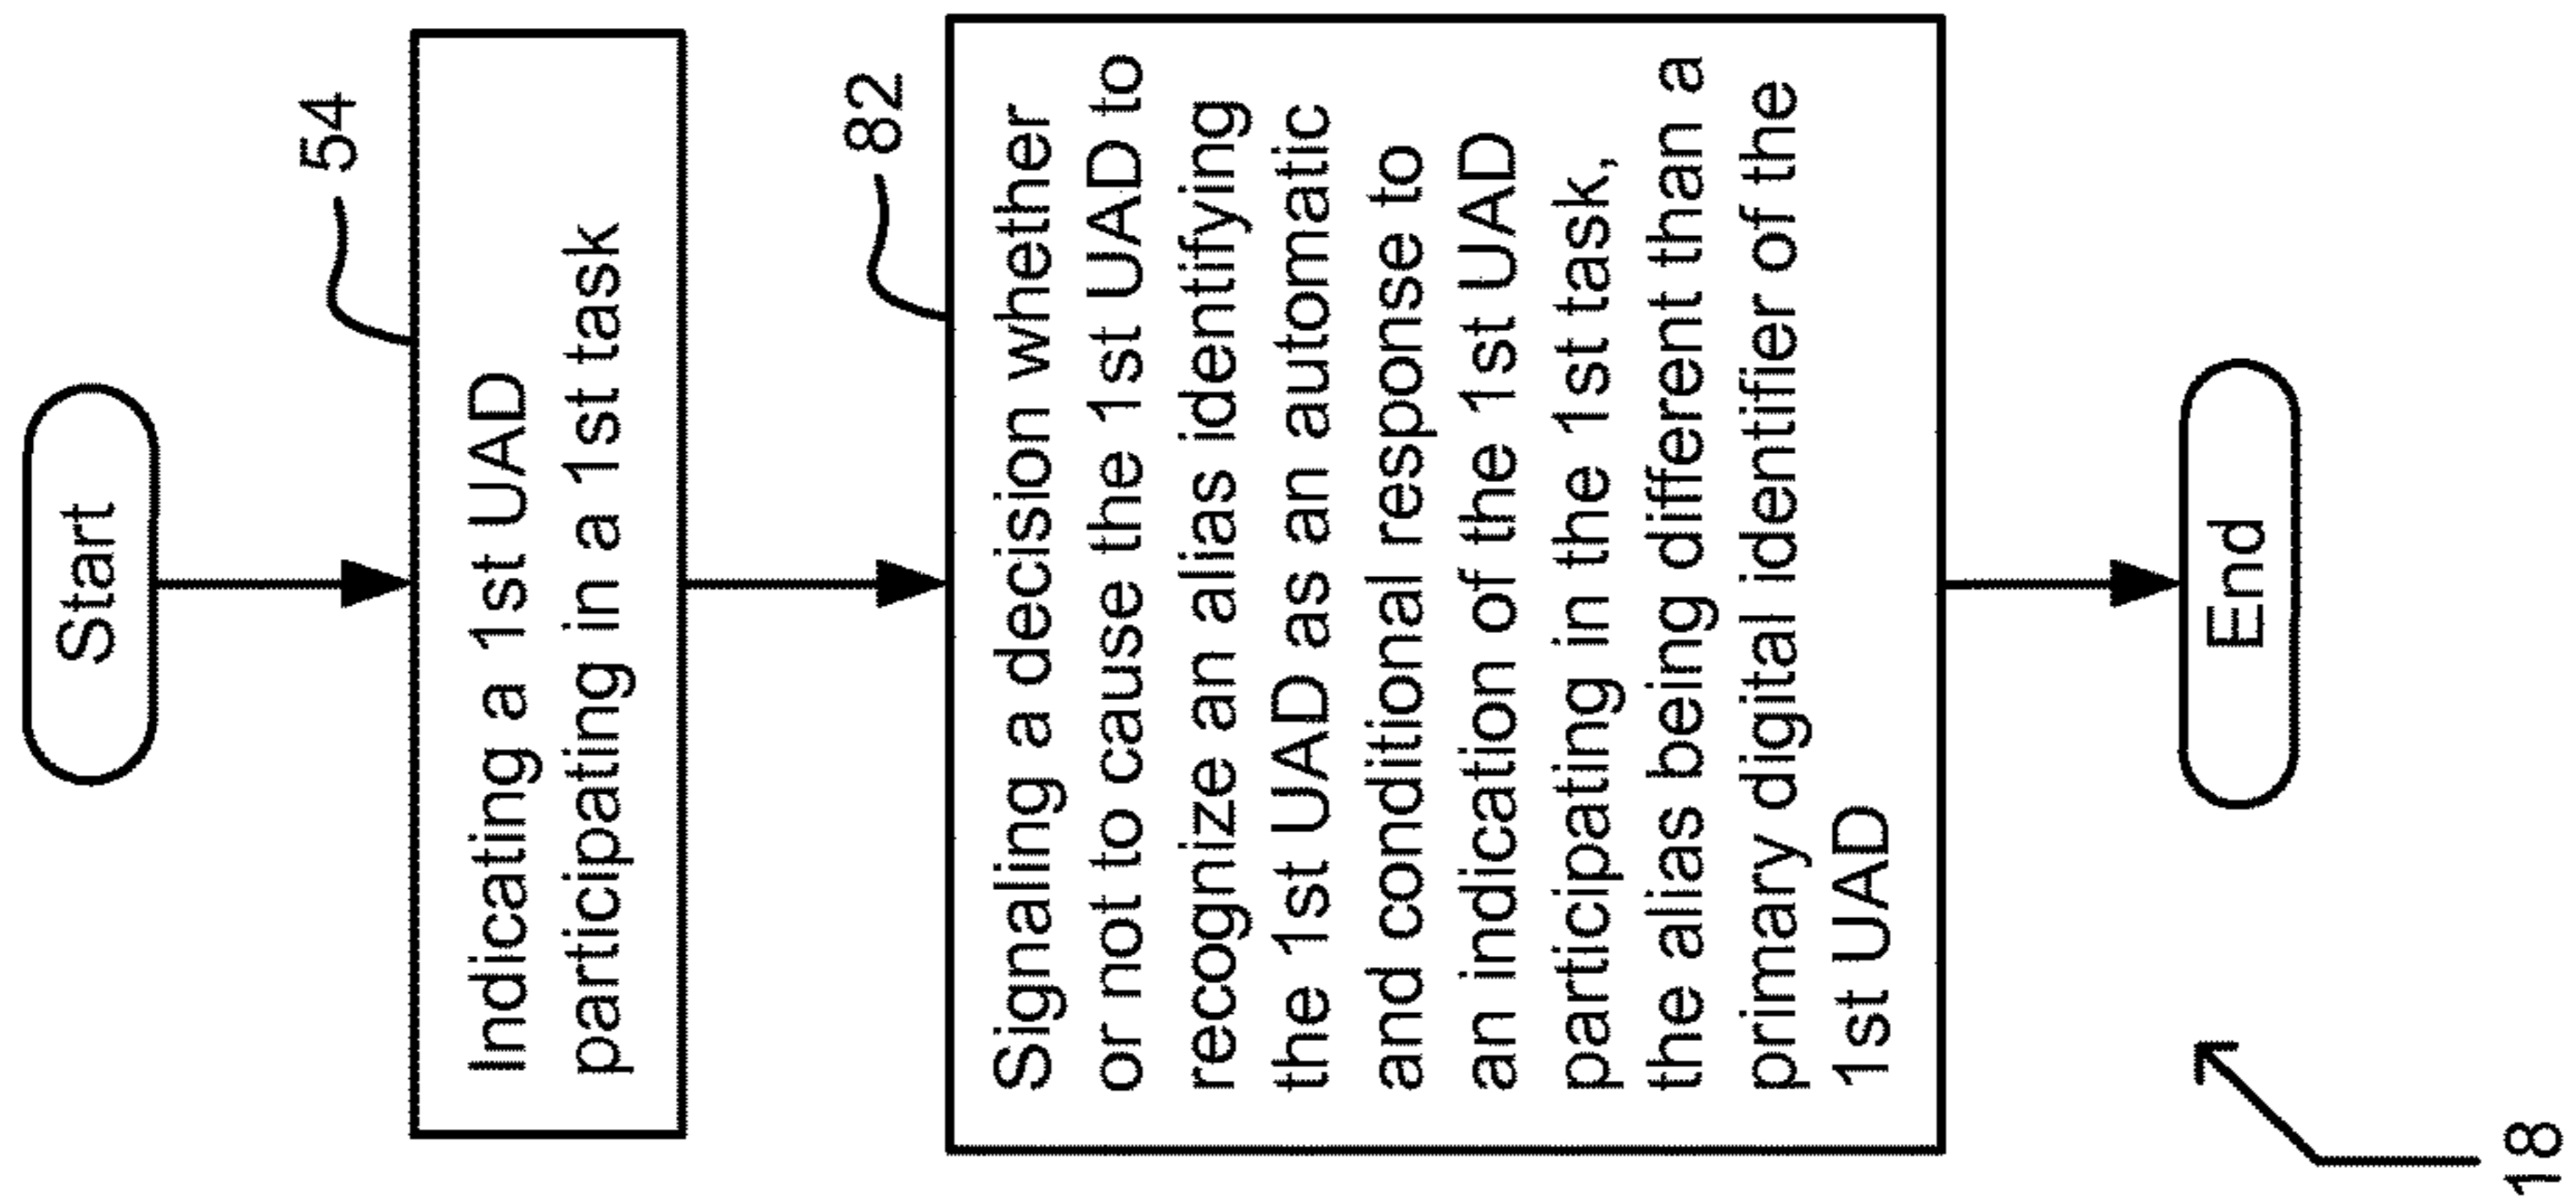 Start
54
Indicating a 1st UAD
participating in a 1st task
82
Signaling a decision whether
or not to cause the 1st UAD to
recognize an alias identifying
the 1st UAD as an automatic
and conditional response to
an indication of the 1st UAD
participating in the 1st task,
the alias being different than a
primary digital identifier of the
1st UAD
End
18